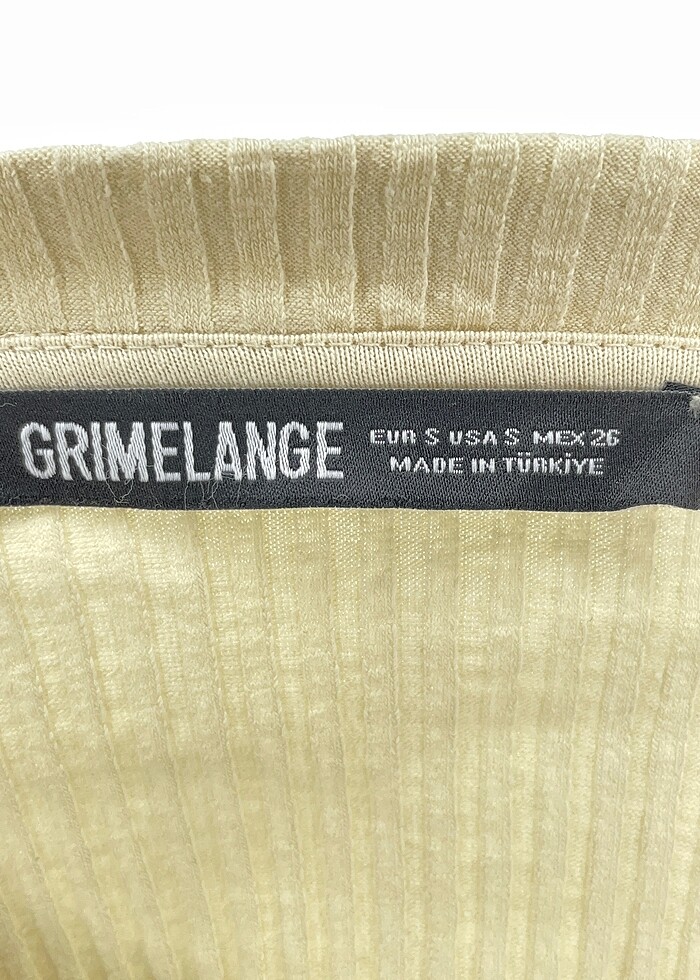 GRIMELANGE
EUR S USA S MEX 26
MADE IN TÜRKİYE